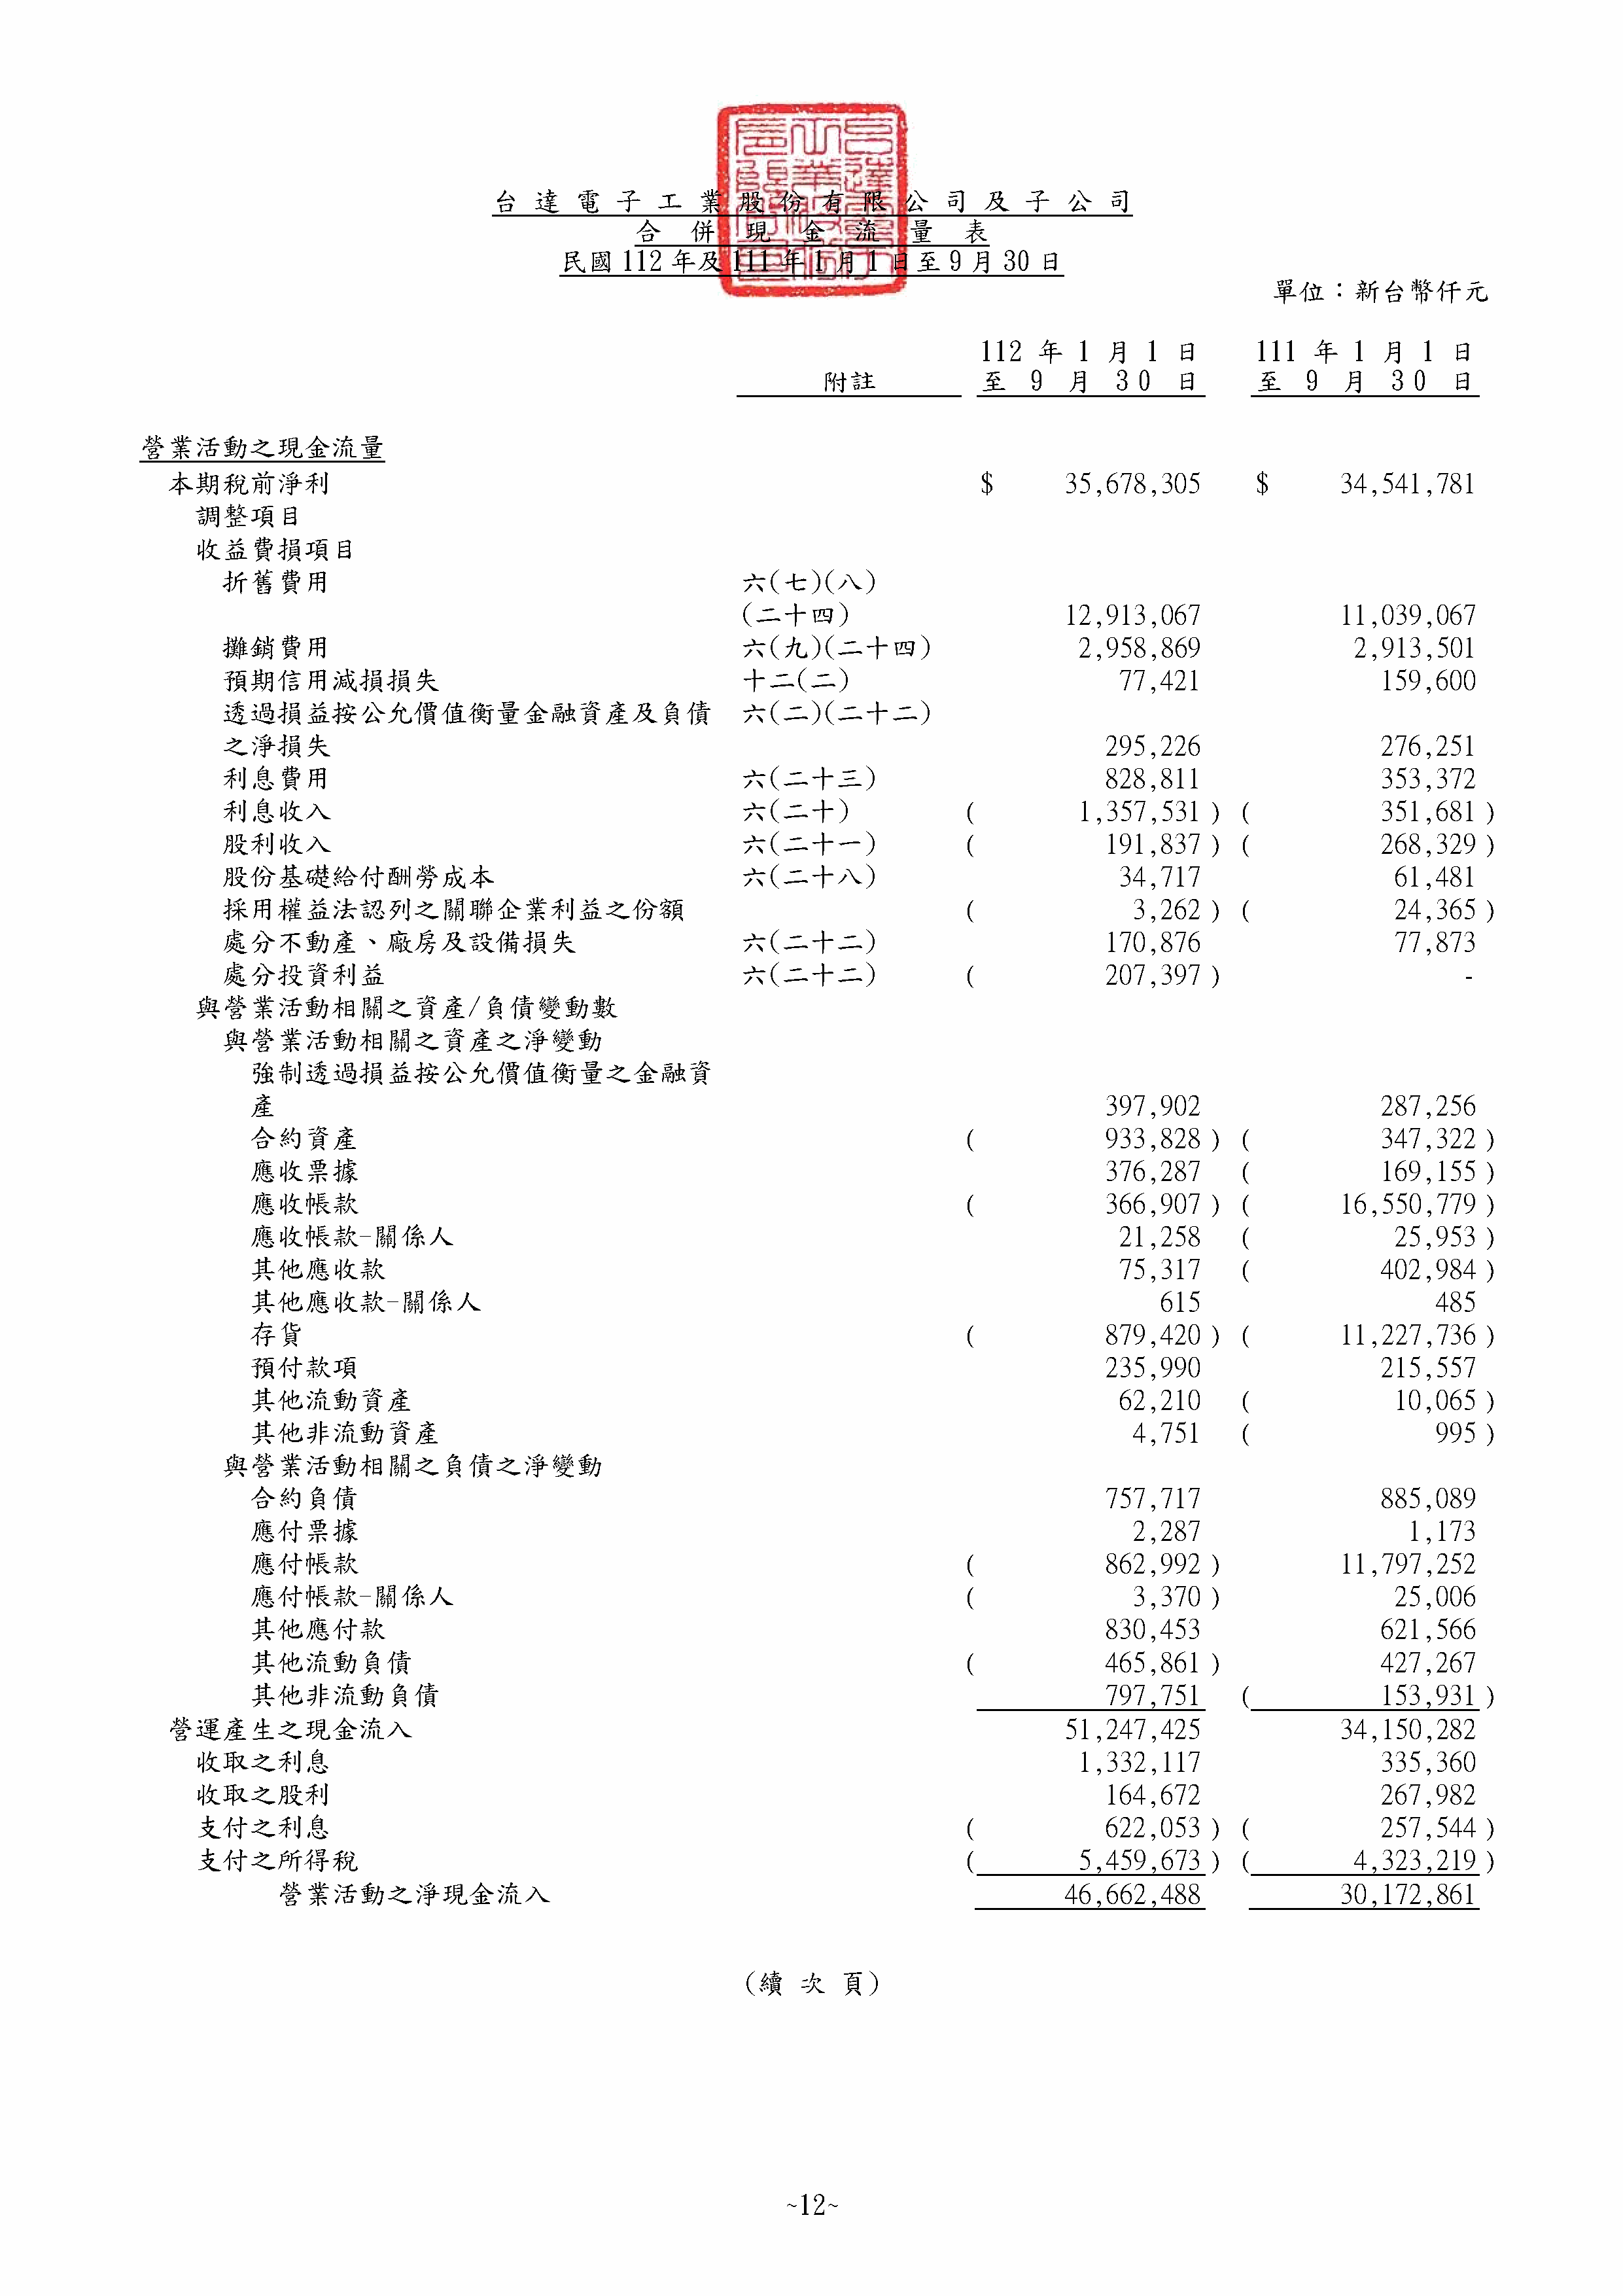 台達電子工業股份有限公司及子公司
合併現金流量表
民國112年及111年1月1日至9月30日
單位：新台幣仟元
112 年 1 月 1 日 111 年 1 月 1 日
附註 至 9 月 30 日 至 9 月 30 日
營業活動之現金流量
本期稅前淨利 $ 35,678,305 $ 34,541,781
調整項目
收益費損項目
折舊費用 六(七)(八)
(二十四) 12,913,067 11,039,067
攤銷費用 六(九)(二十四) 2,958,869 2,913,501
預期信用減損損失 十二(二) 77,421 159,600
透過損益按公允價值衡量金融資產及負債 六(二)(二十二)
之淨損失 295,226 276,251
利息費用 六(二十三) 828,811 353,372
利息收入 六(二十) ( 1,357,531 ) ( 351,681 )
股利收入 六(二十一) ( 191,837 ) ( 268,329 )
股份基礎給付酬勞成本 六(二十八) 34,717 61,481
採用權益法認列之關聯企業利益之份額 ( 3,262 ) ( 24,365 )
處分不動產、廠房及設備損失 六(二十二) 170,876 77,873
處分投資利益 六(二十二) ( 207,397 ) -
與營業活動相關之資產/負債變動數
與營業活動相關之資產之淨變動
強制透過損益按公允價值衡量之金融資
產 397,902 287,256
合約資產 ( 933,828 ) ( 347,322 )
應收票據 376,287 ( 169,155 )
應收帳款 ( 366,907 ) ( 16,550,779 )
應收帳款-關係人 21,258 ( 25,953 )
其他應收款 75,317 ( 402,984 )
其他應收款-關係人 615 485
存貨 ( 879,420 ) ( 11,227,736 )
預付款項 235,990 215,557
其他流動資產 62,210 ( 10,065 )
其他非流動資產 4,751 ( 995 )
與營業活動相關之負債之淨變動
合約負債 757,717 885,089
應付票據 2,287 1,173
應付帳款 ( 862,992 ) 11,797,252
應付帳款-關係人 ( 3,370 ) 25,006
其他應付款 830,453 621,566
其他流動負債 ( 465,861 ) 427,267
其他非流動負債 797,751 ( 153,931 )
營運產生之現金流入 51,247,425 34,150,282
收取之利息 1,332,117 335,360
收取之股利 164,672 267,982
支付之利息 ( 622,053 ) ( 257,544 )
支付之所得稅 ( 5,459,673 ) ( 4,323,219 )
營業活動之淨現金流入 46,662,488 30,172,861
(續 次 頁)
~12~